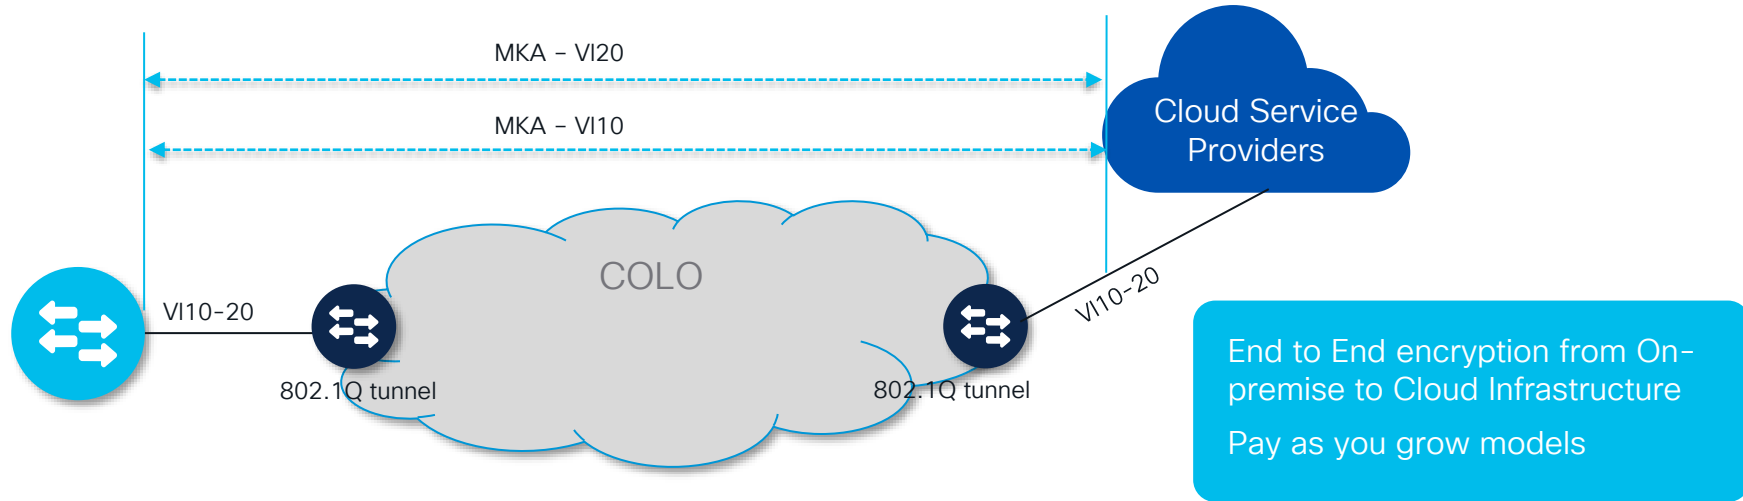 MKA - Vl20
MKA - Vl10
Cloud Service
Providers
COLO
Vl10-20
Vl10-20
802.1Q tunnel
802.1Q tunnel
End to End encryption from On-
premise to Cloud Infrastructure
Pay as you grow models